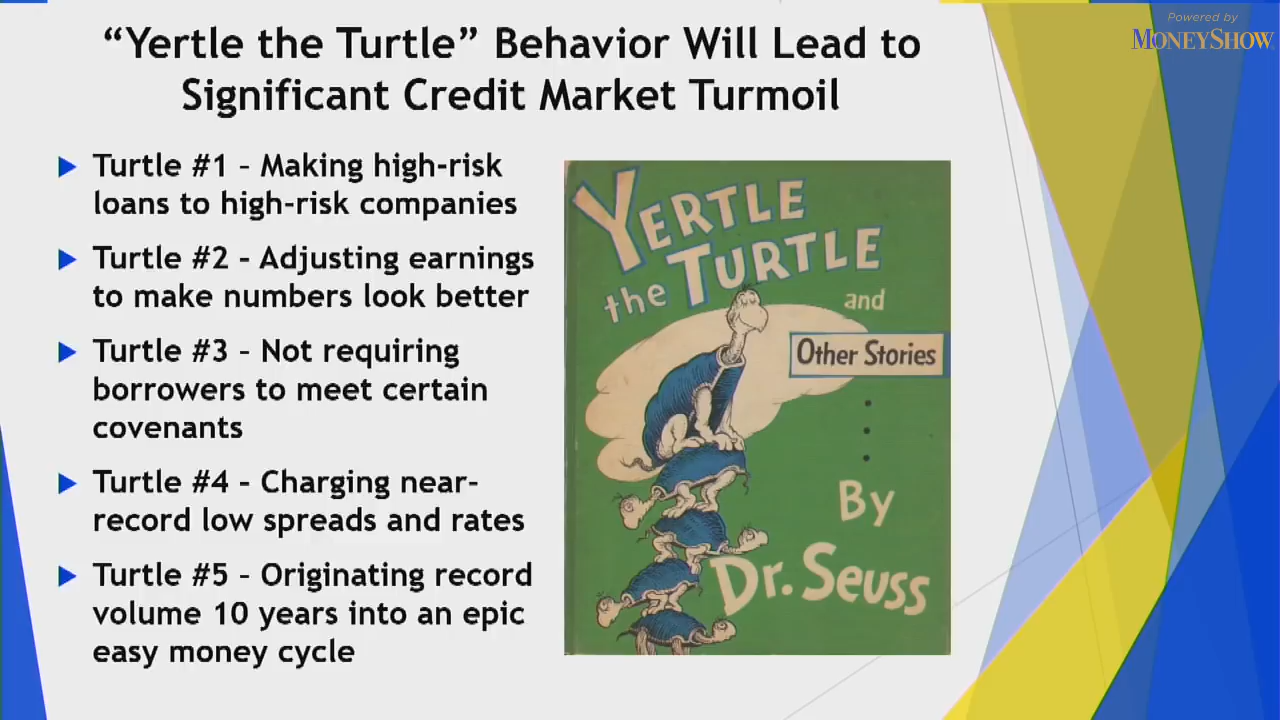 Powered by
MONEYSHOW
“Yertle the Turtle” Behavior Will Lead to
Significant Credit Market Turmoil
Turtle #1 – Making high-risk
loans to high-risk companies
Turtle #2 – Adjusting earnings
to make numbers look better
Turtle #3 – Not requiring
borrowers to meet certain
covenants
Turtle #4 – Charging near-
record low spreads and rates
Turtle #5 – Originating record
volume 10 years into an epic
easy money cycle
YERTLE
the TURTLE
and
Other Stories
By
Dr. Seuss